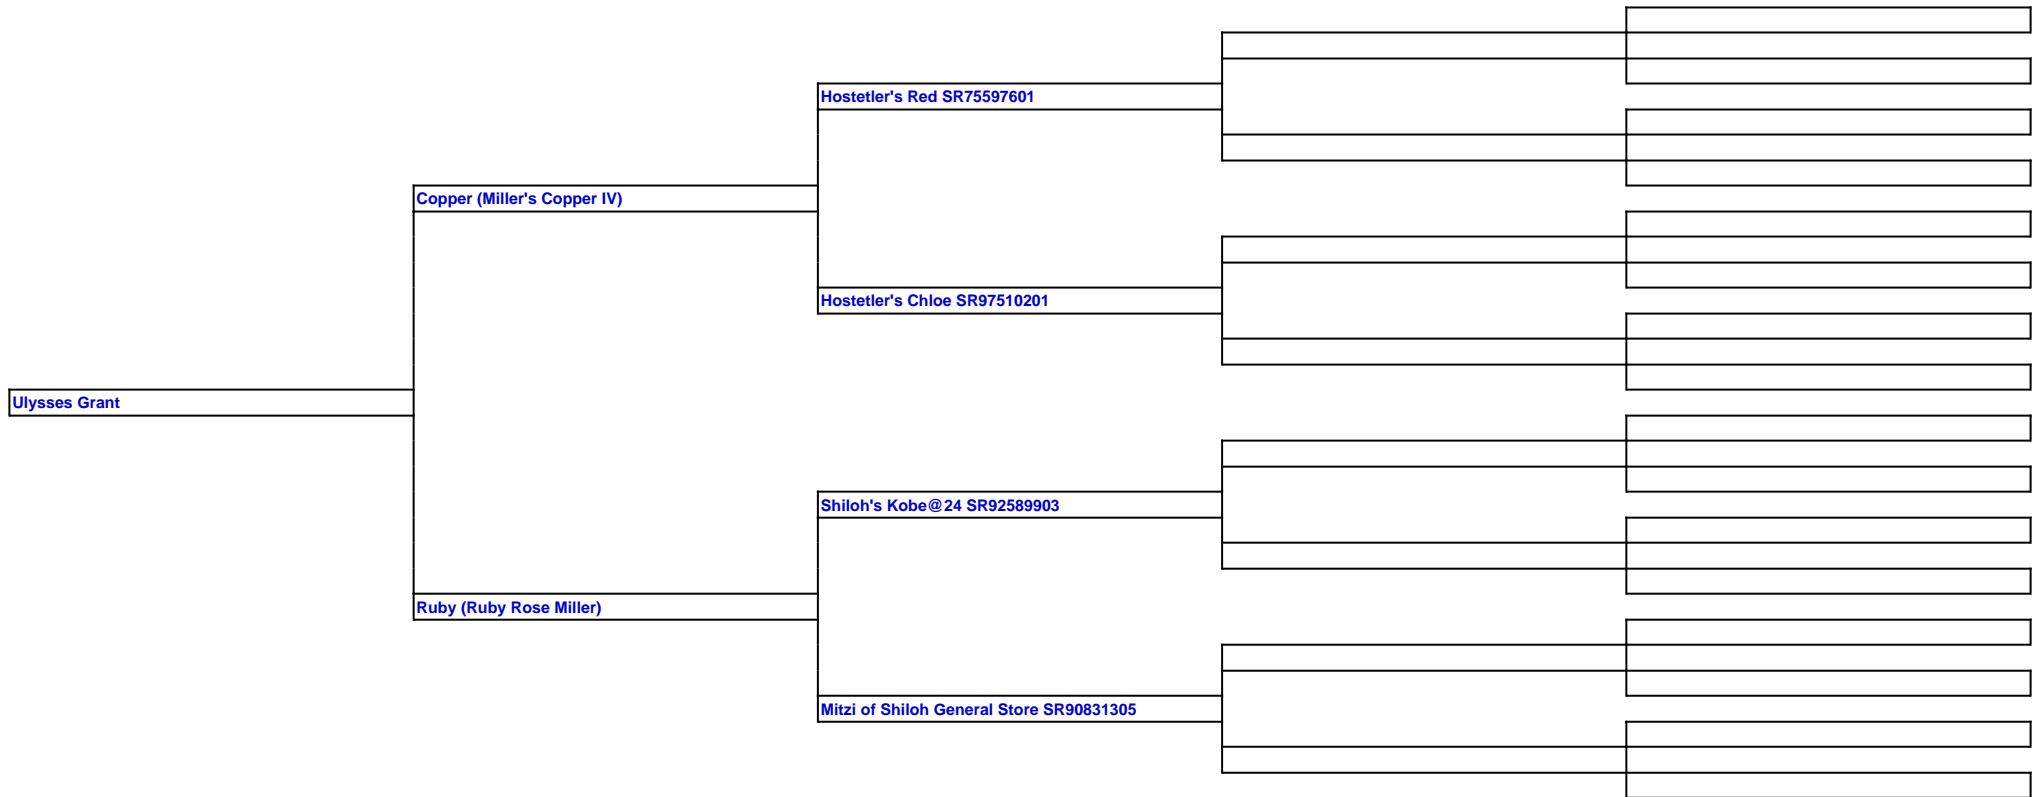 Hostetler's Red SR75597601
Copper (Miller's Copper IV)
Hostetler's Chloe SR97510201
Ulysses Grant
Shiloh's Kobe@24 SR92589903
Ruby (Ruby Rose Miller)
Mitzi of Shiloh General Store SR90831305